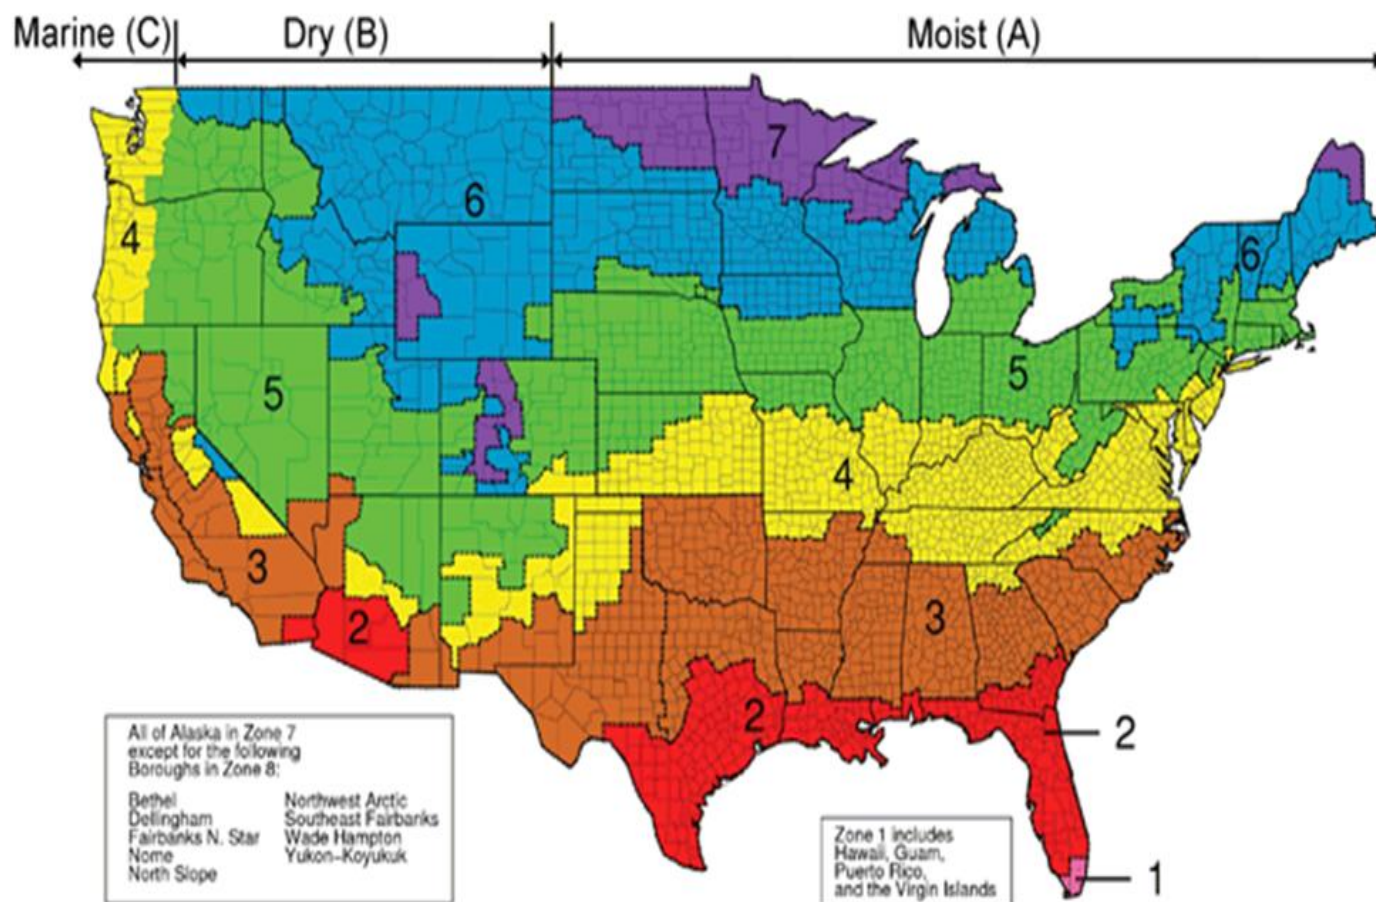 Marine (C) Dry (B) Moist (A)
7
6
4
6
5
5
4
3
3
2
2
2
1
All of Alaska in Zone 7
except for the following
Boroughs in Zone 8:
Bethel Northwest Arctic
Dellingham Southeast Fairbanks
Fairbanks N. Star Wade Hampton
Nome Yukon-Koyukuk
North Slope
Zone 1 includes
Hawaii, Guam,
Puerto Rico,
and the Virgin Islands